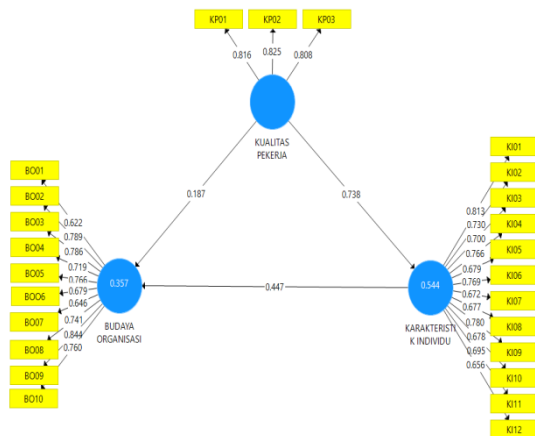 KP01 KP02 KP03
0.816 0.825 0.808
KUALITAS
PEKERJA
0.187 0.738
BO01
BO02
BO03
BO04
BO05
BOO6
BO07
BO08
BO09
BO10
0.622
0.789
0.786
0.719
0.766
0.679
0.646
0.741
0.844
0.760
0.357
BUDAYA
ORGANISASI
0.447
0.544
KARAKTERISTI
K INDIVIDU
0.813
0.730
0.700
0.766
0.679
0.769
0.672
0.677
0.780
0.678
0.695
0.656
KI01
KI02
KI03
KI04
KI05
KI06
KI07
KI08
KI09
KI10
KI11
KI12